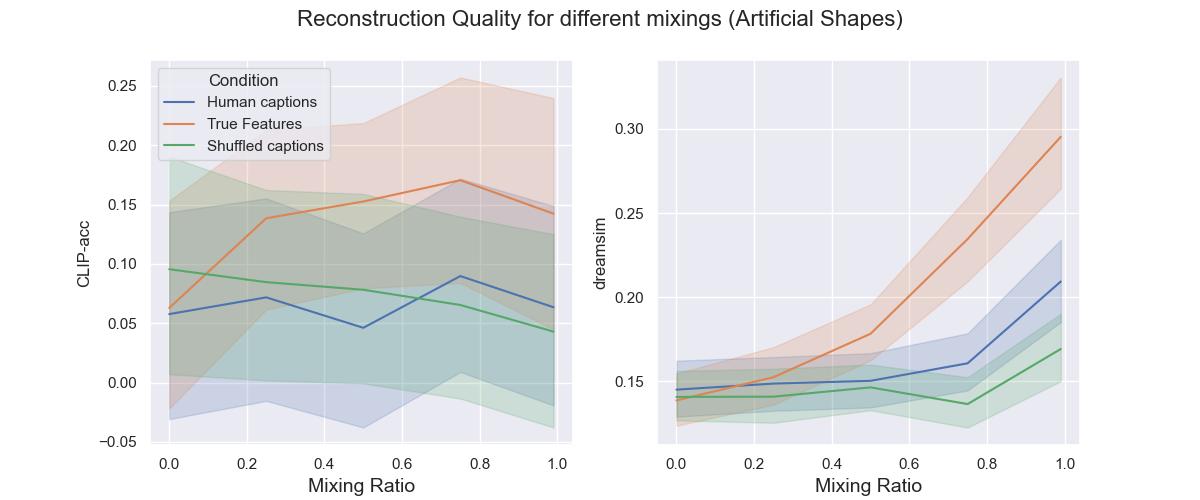 Reconstruction Quality for different mixings (Artificial Shapes)
Condition
Human captions
True Features
Shuffled captions
CLIP-acc
0.25
0.20
0.15
0.10
0.05
0.00
−0.05
0.0 0.2 0.4 0.6 0.8 1.0
Mixing Ratio
dreamsim
0.30
0.25
0.20
0.15
0.0 0.2 0.4 0.6 0.8 1.0
Mixing Ratio